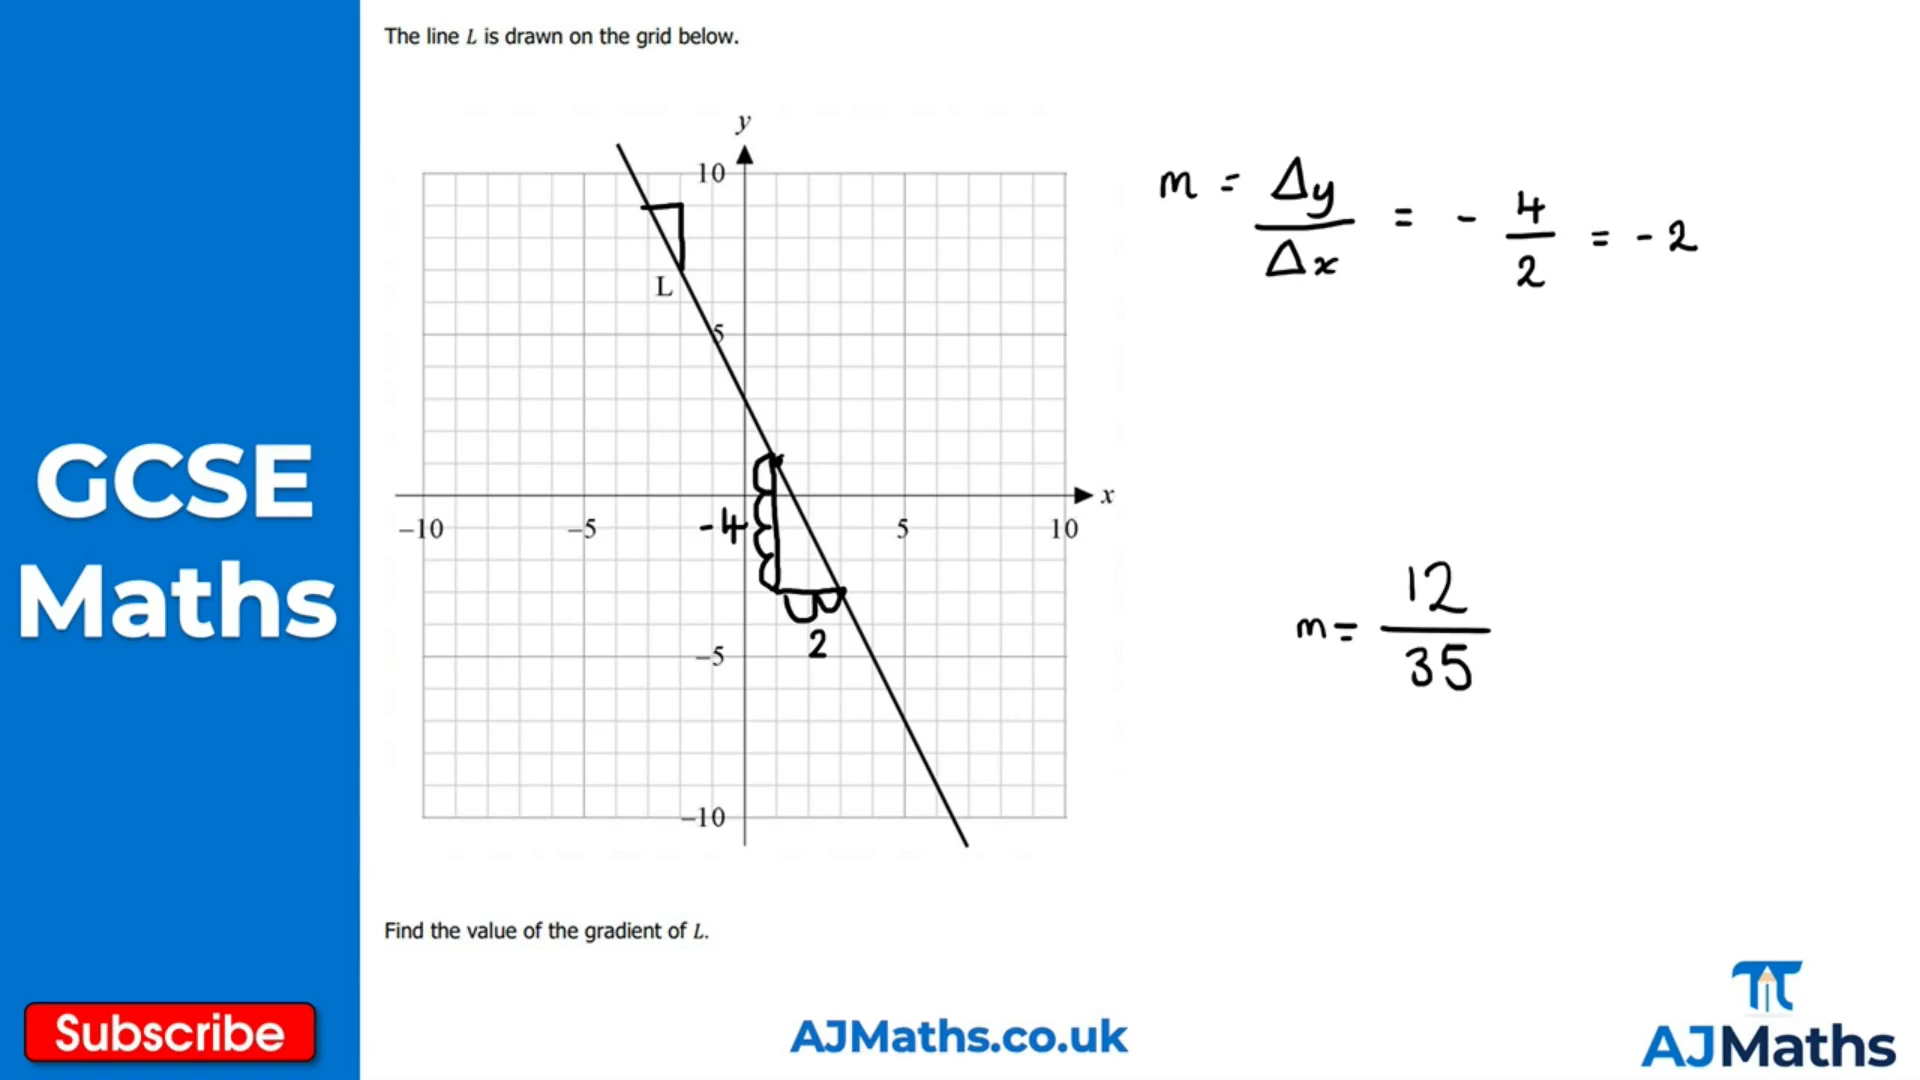 The line L is drawn on the grid below.
y
10
L
5
x
-10
-5
5
10
-4
2
-5
-10
m = Δy/Δx = - 4/2 = -2
m = 12/35
GCSE
Maths
Find the value of the gradient of L.
Subscribe
AJMaths.co.uk
AJMaths